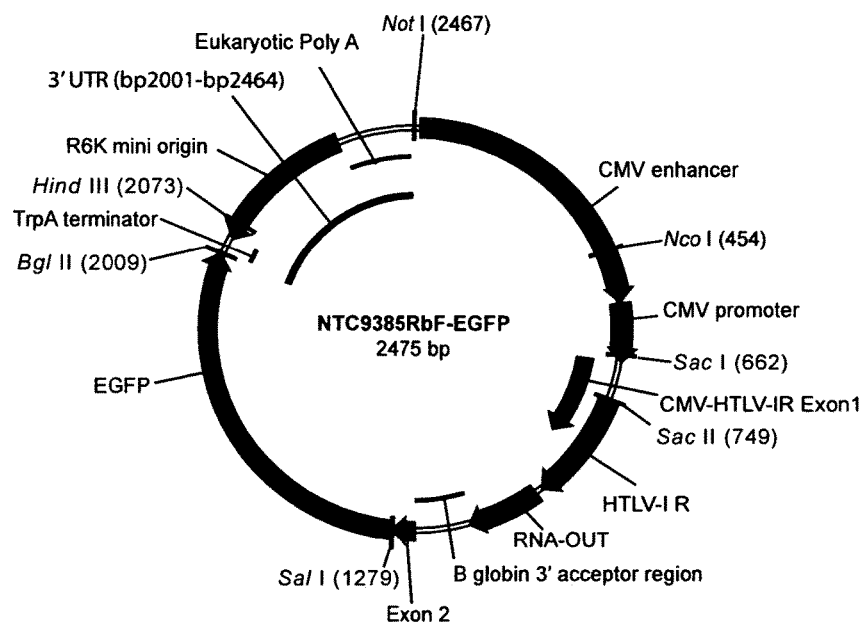 Not I (2467)
Eukaryotic Poly A
3' UTR (bp2001-bp2464)
R6K mini origin
CMV enhancer
Hind III (2073)
TrpA terminator
Nco I (454)
Bgl II (2009)
NTC9385RbF-EGFP
2475 bp
CMV promoter
Sac I (662)
EGFP
CMV-HTLV-IR Exon1
Sac II (749)
HTLV-I R
RNA-OUT
Sal I (1279)
B globin 3' acceptor region
Exon 2